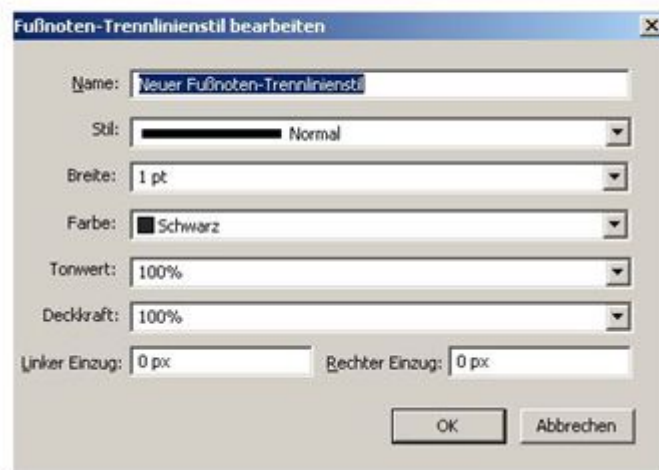 Fußnoten-Trennlinienstil bearbeiten
Name: Neuer Fußnoten-Trennlinienstil
Stil: Normal
Breite: 1 pt
Farbe: Schwarz
Tonwert: 100%
Deckkraft: 100%
Linker Einzug: 0 px Rechter Einzug: 0 px
OK Abbrechen